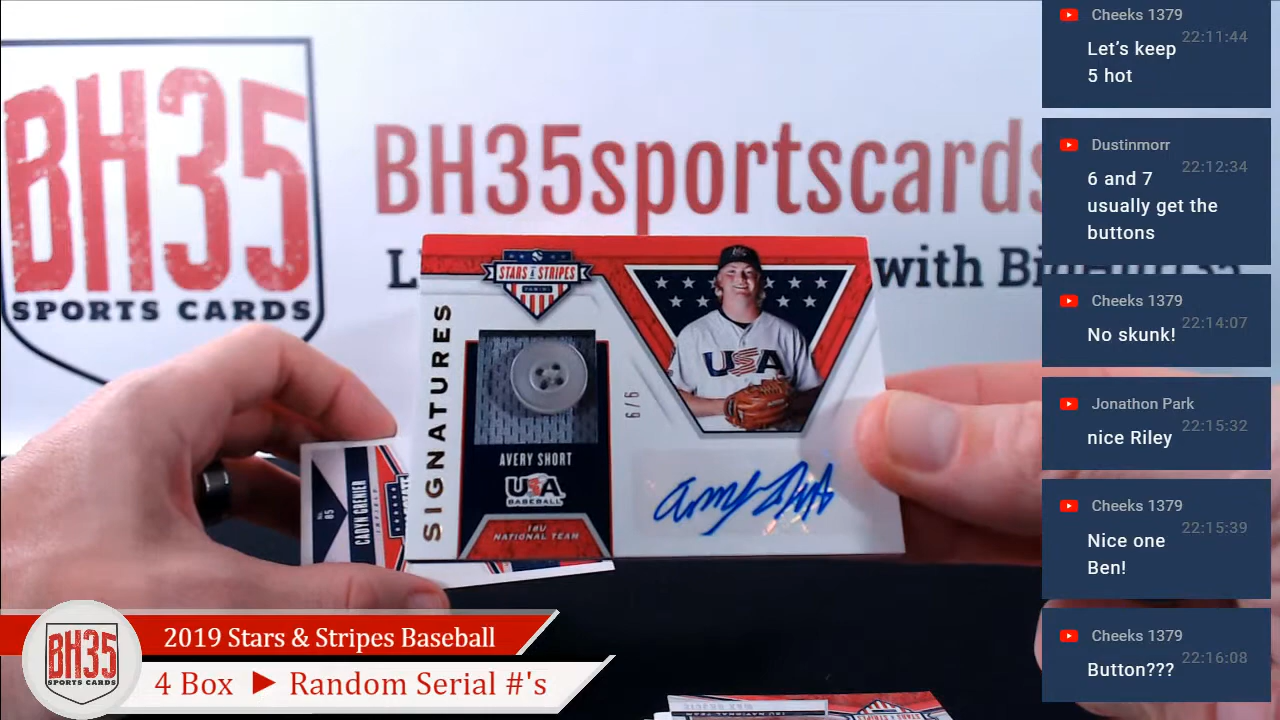 BH35
SPORTS CARDS
BH35sportscards
STARS & STRIPES
PANINI
SIGNATURES
6/6
USA
AVERY SHORT
USA
BASEBALL
18U
NATIONAL TEAM
No.
85
CADYN GRENIER
INFIELD
BH35
SPORTS CARDS
2019 Stars & Stripes Baseball
4 Box ► Random Serial #'s
Cheeks 1379
22:11:44
Let’s keep
5 hot
Dustinmorr
22:12:34
6 and 7
usually get the
buttons
Cheeks 1379
22:14:07
No skunk!
Jonathon Park
22:15:32
nice Riley
Cheeks 1379
22:15:39
Nice one
Ben!
Cheeks 1379
22:16:08
Button???